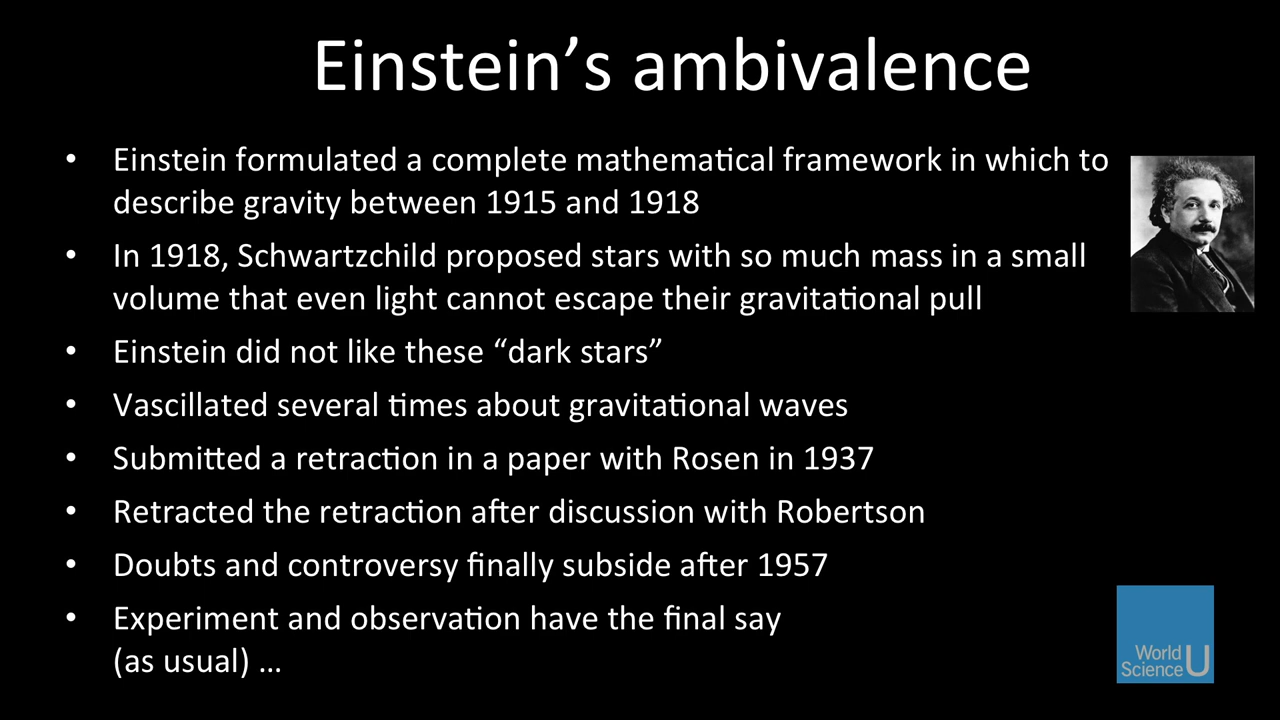 Einstein’s ambivalence
• Einstein formulated a complete mathematical framework in which to
describe gravity between 1915 and 1918
• In 1918, Schwartzchild proposed stars with so much mass in a small
volume that even light cannot escape their gravitational pull
• Einstein did not like these “dark stars”
• Vascillated several times about gravitational waves
• Submitted a retraction in a paper with Rosen in 1937
• Retracted the retraction after discussion with Robertson
• Doubts and controversy finally subside after 1957
• Experiment and observation have the final say
(as usual) ...
World
Science U